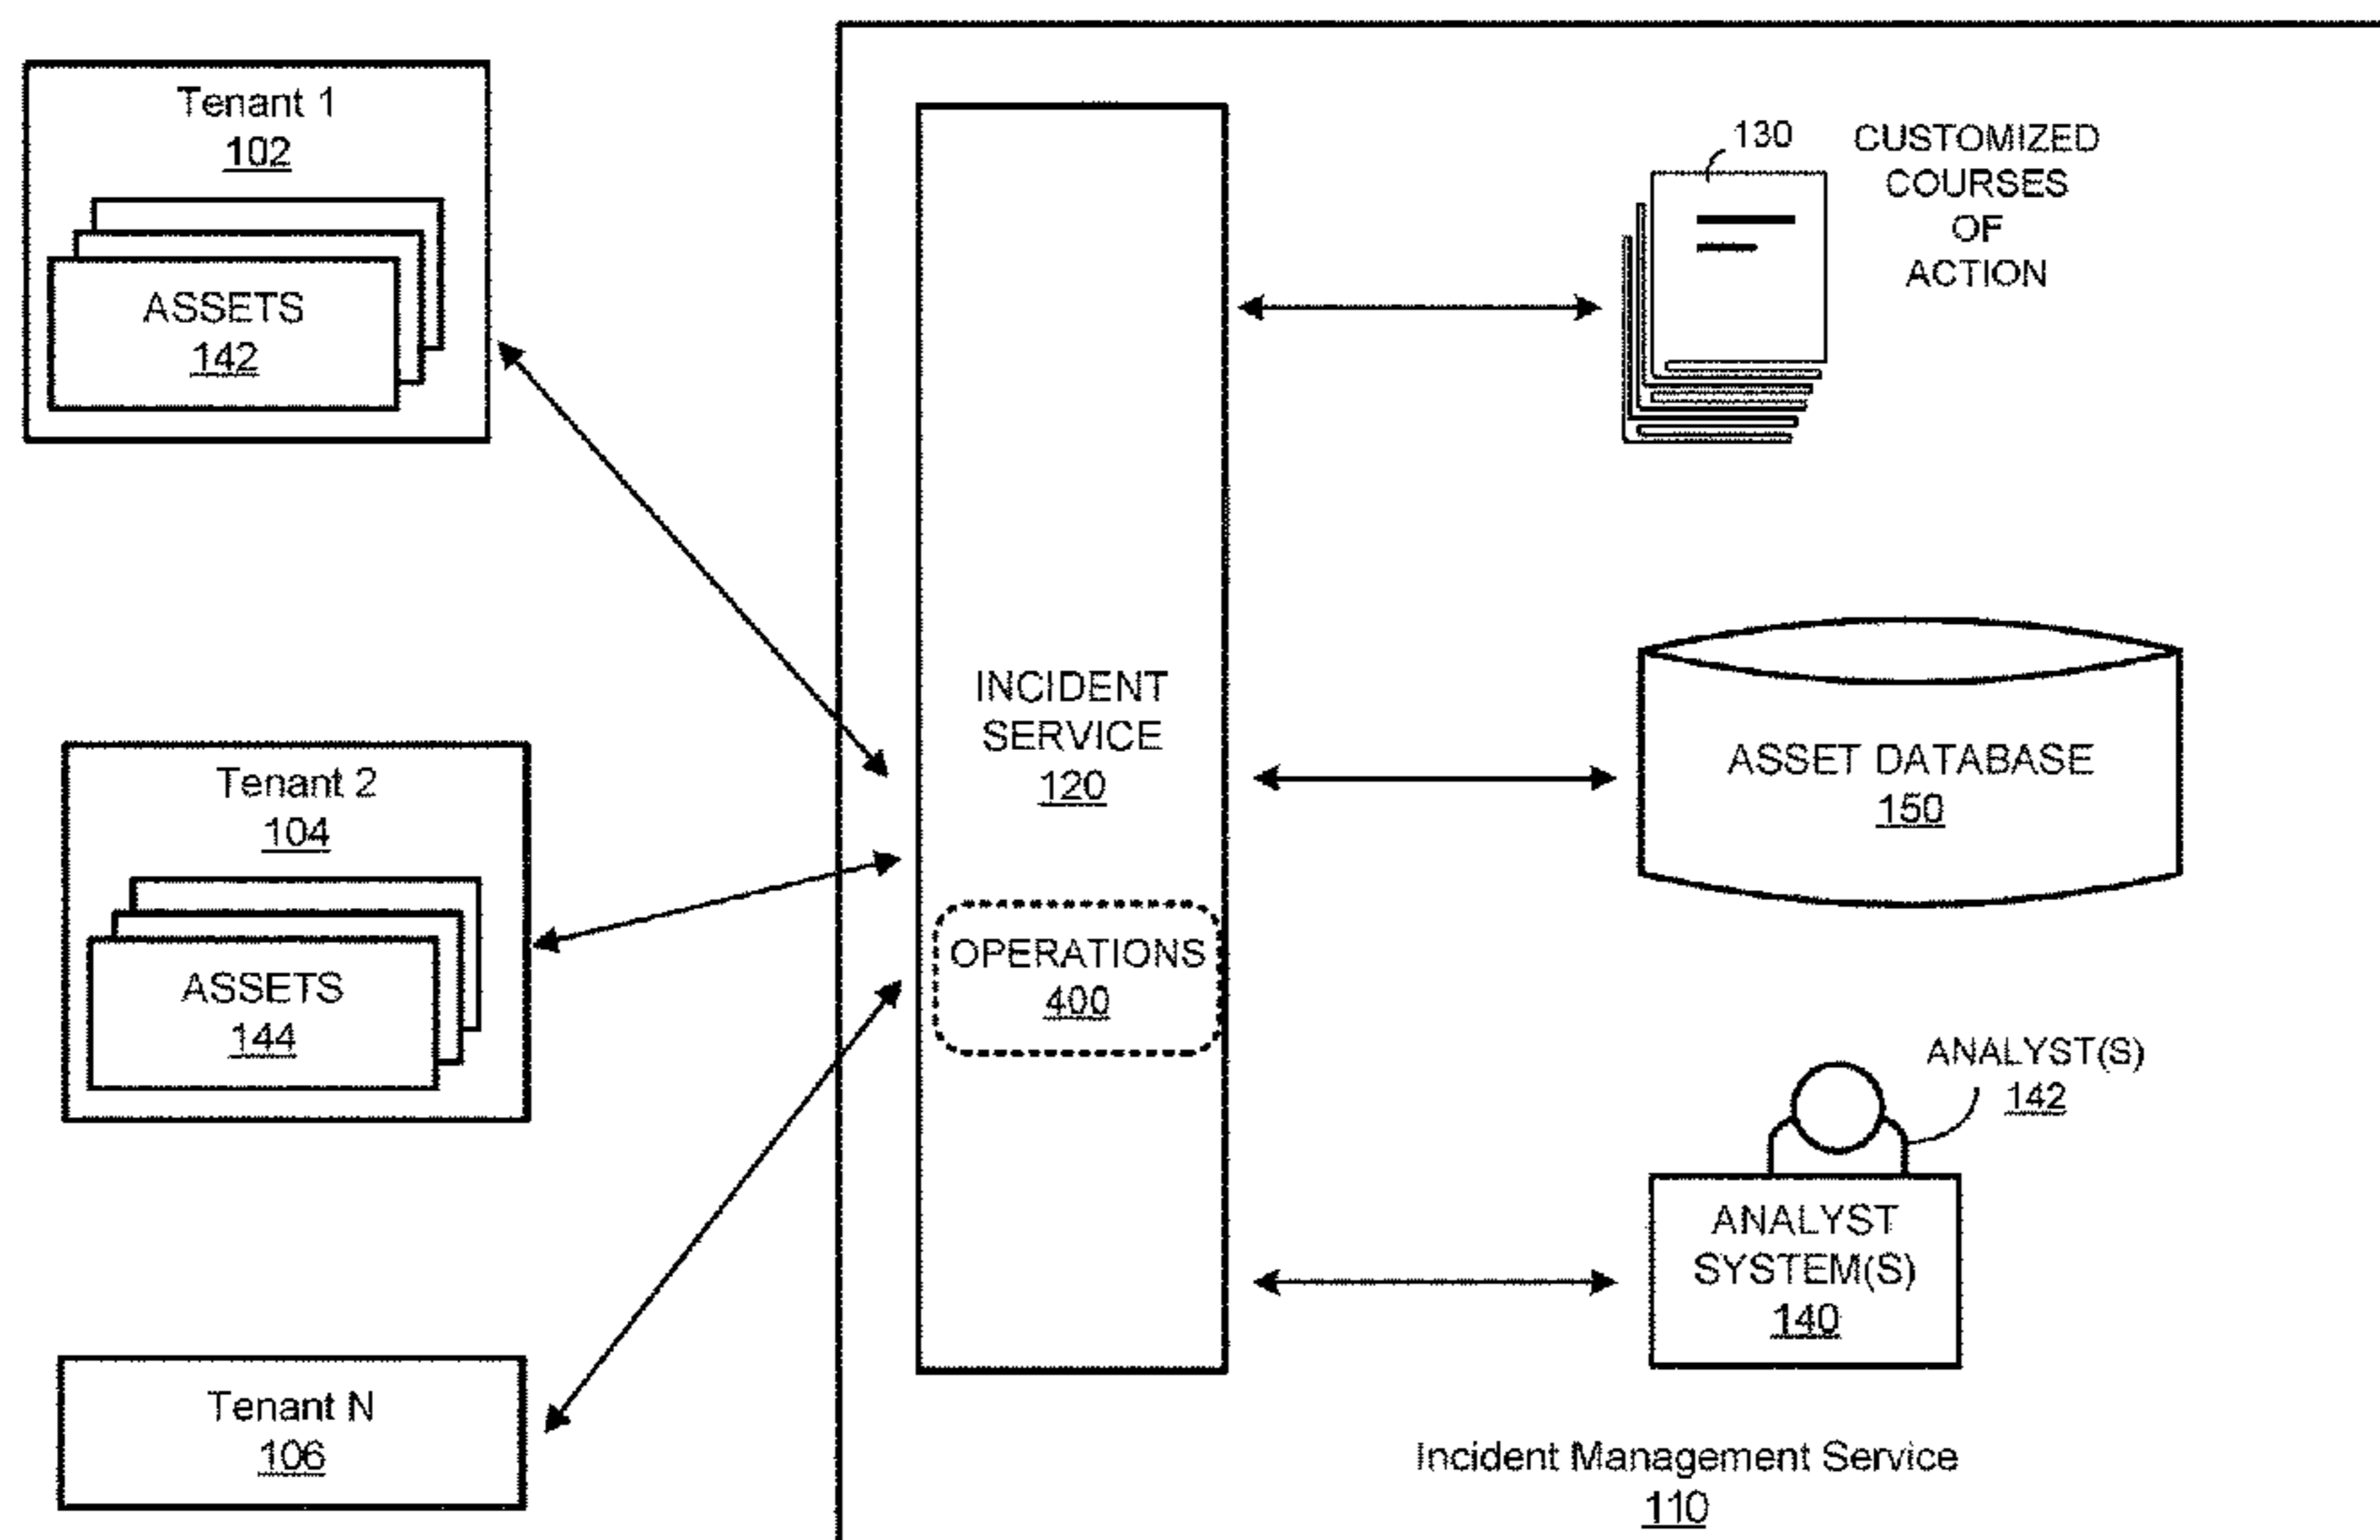 Tenant 1
102
ASSETS
142
Tenant 2
104
ASSETS
144
Tenant N
106
INCIDENT
SERVICE
120
OPERATIONS
400
130
CUSTOMIZED
COURSES
OF
ACTION
ASSET DATABASE
150
ANALYST(S)
142
ANALYST
SYSTEM(S)
140
Incident Management Service
110